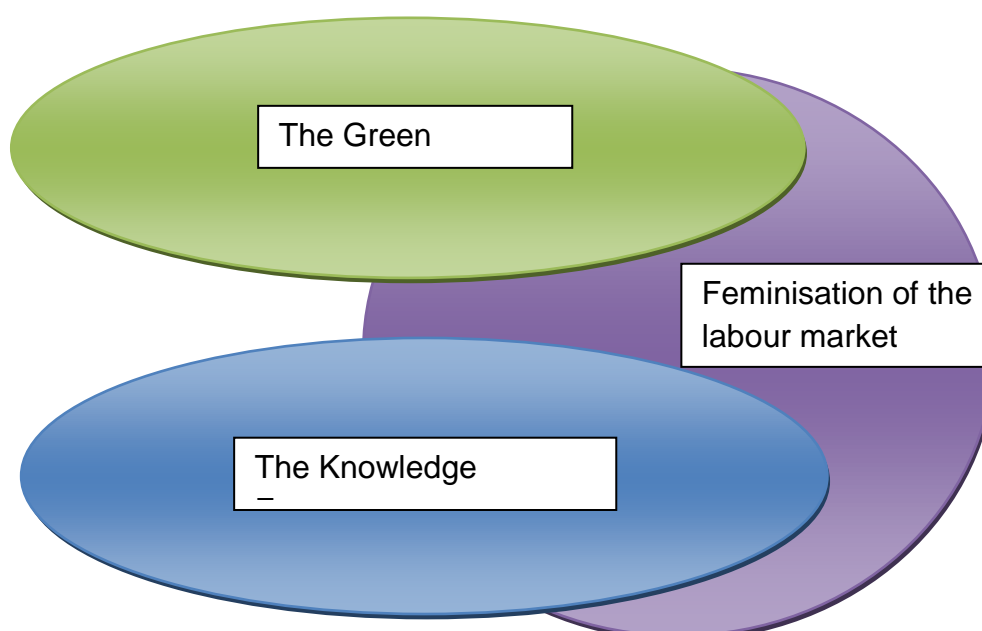 The Green
Feminisation of the
labour market
The Knowledge